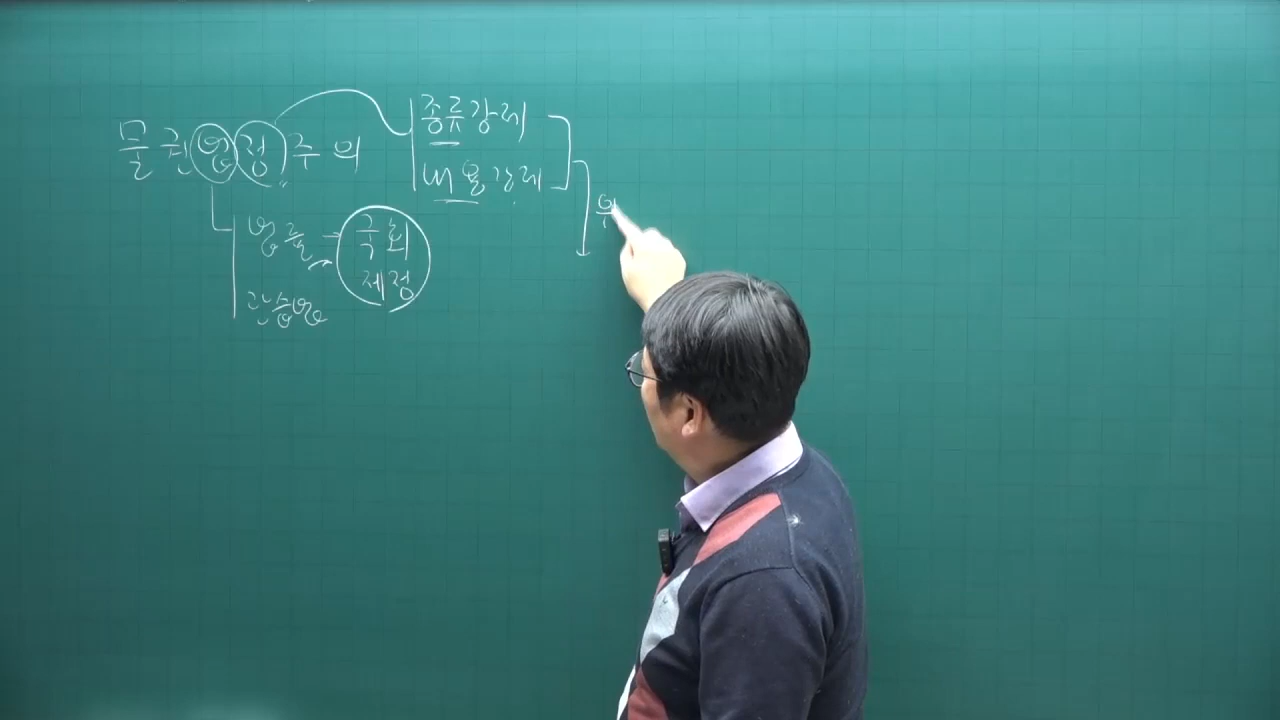 물권법정주의
종류강제
내용강제
법률
국회
제정
관습법